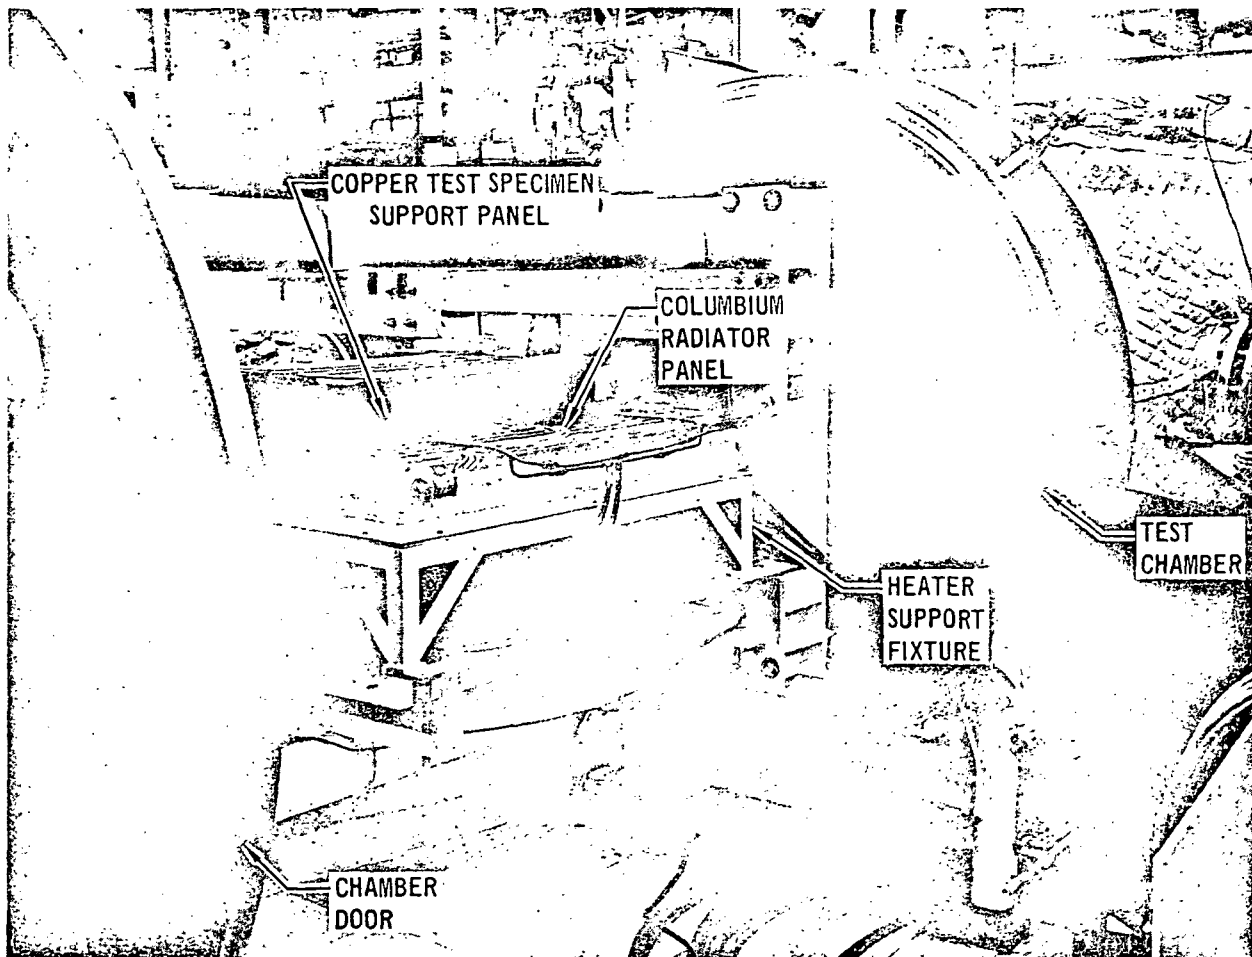 COPPER TEST SPECIMEN
SUPPORT PANEL
COLUMBIUM
RADIATOR
PANEL
TEST
CHAMBER
HEATER
SUPPORT
FIXTURE
CHAMBER
DOOR